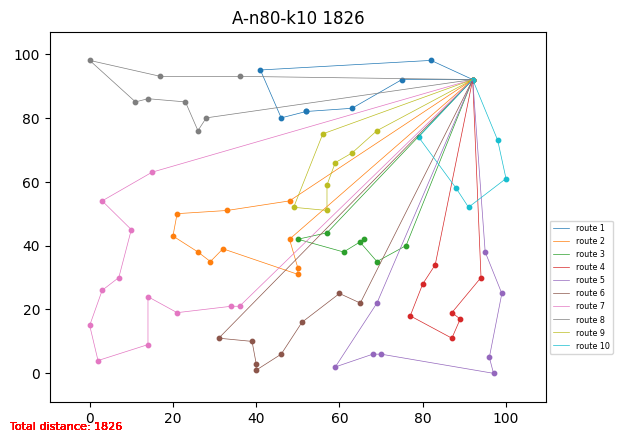 A-n80-k10 1826
100
80
60
40
20
0
0 20 40 60 80 100
route 1
route 2
route 3
route 4
route 5
route 6
route 7
route 8
route 9
route 10
Total distance: 1826